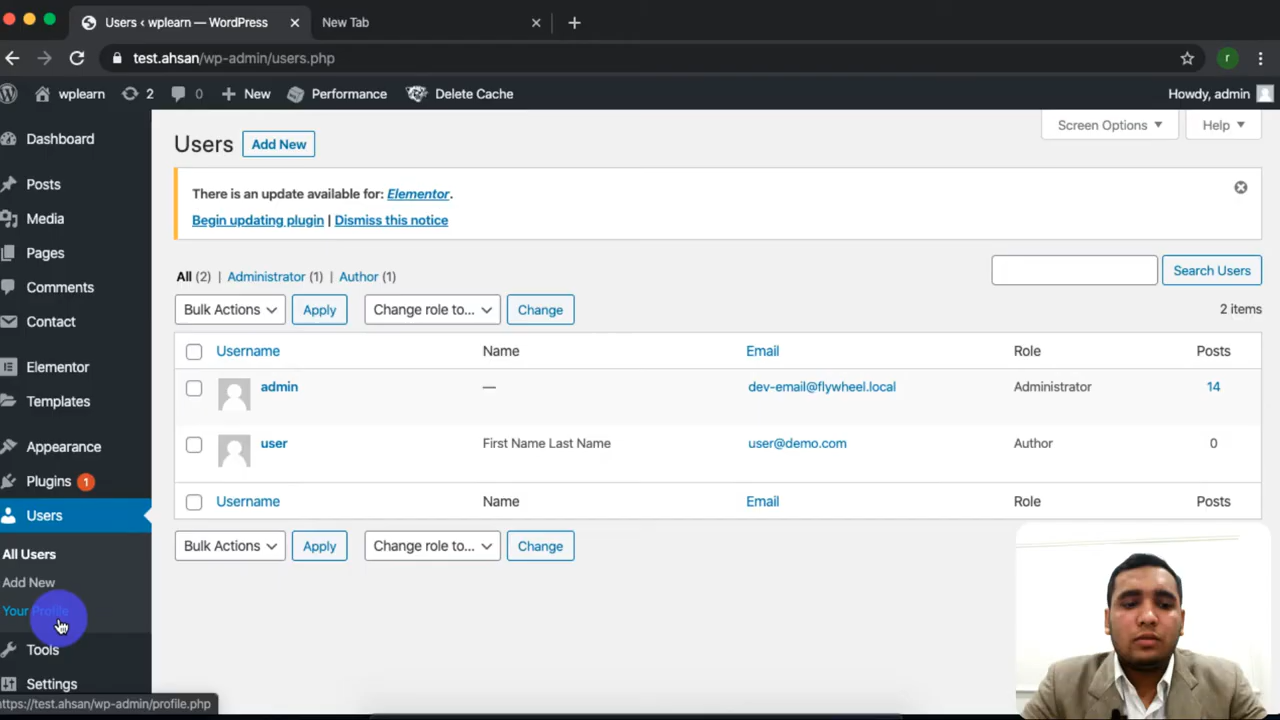 Users ‹ wplearn — WordPress
New Tab
test.ahsan/wp-admin/users.php
wplearn
2
0
New
Performance
Delete Cache
Howdy, admin
Dashboard
Posts
Media
Pages
Comments
Contact
Elementor
Templates
Appearance
Plugins 1
Users
All Users
Add New
Your Profile
Tools
Settings
Screen Options
Help
Users
Add New
There is an update available for: Elementor.
Begin updating plugin | Dismiss this notice
All (2) | Administrator (1) | Author (1)
Search Users
Bulk Actions
Apply
Change role to...
Change
2 items
Username Name Email Role Posts
admin — dev-email@flywheel.local Administrator 14
user First Name Last Name user@demo.com Author 0
Username Name Email Role Posts
Bulk Actions
Apply
Change role to...
Change
https://test.ahsan/wp-admin/profile.php